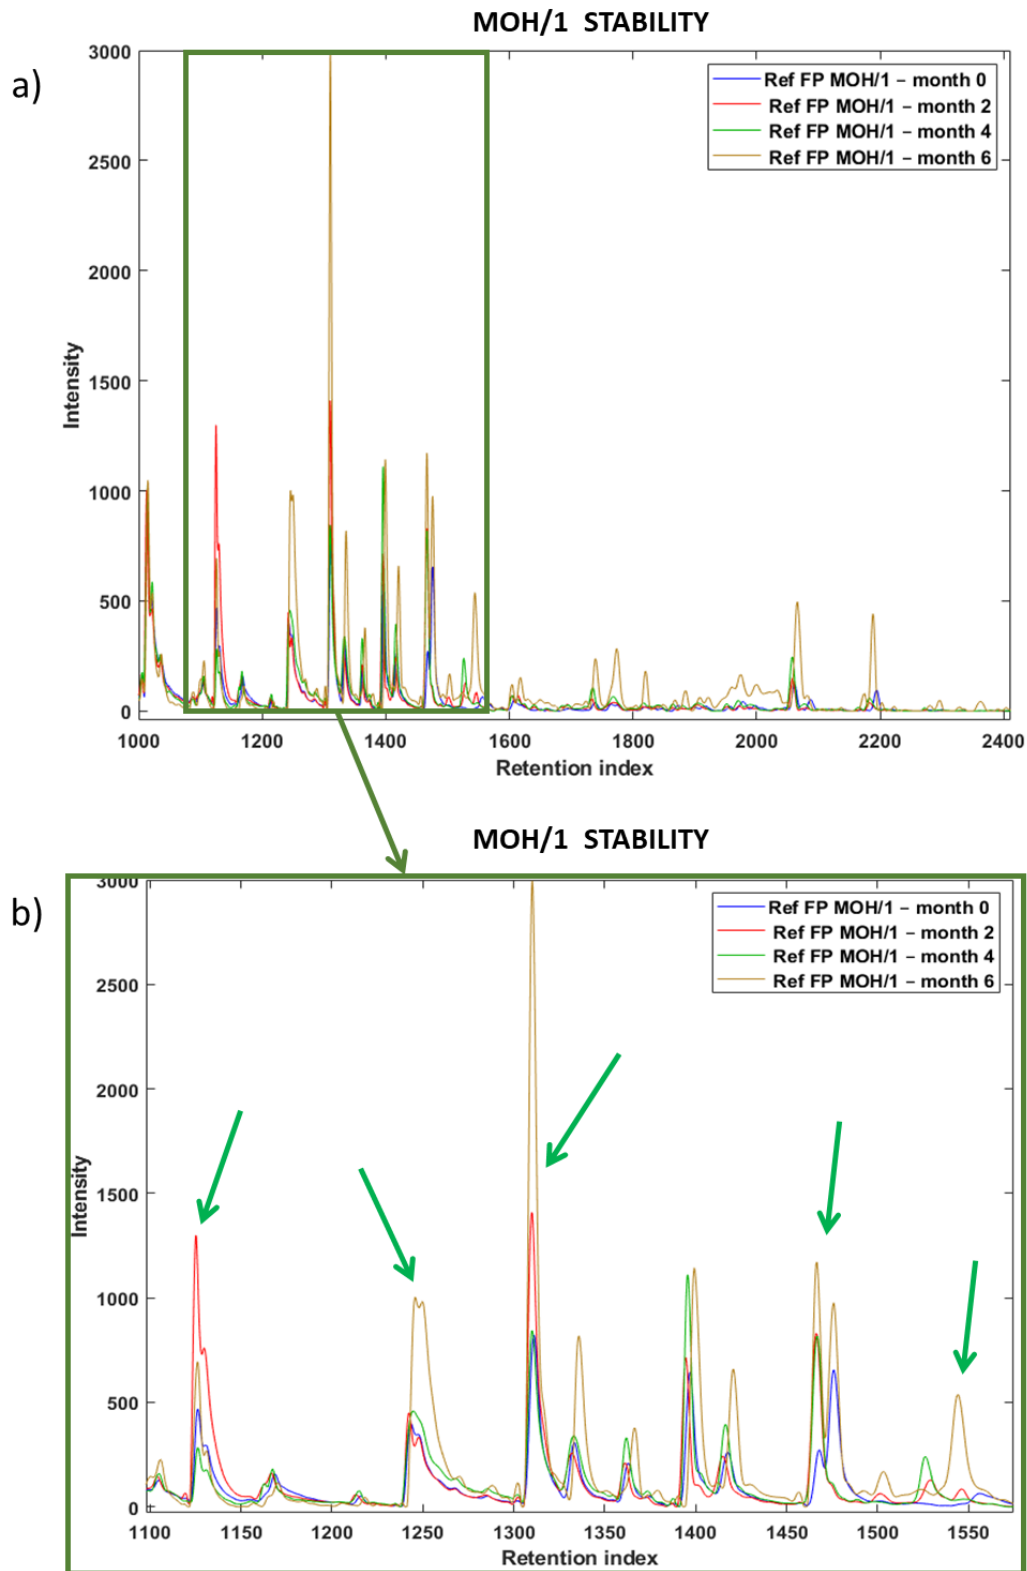 MOH/1 STABILITY
a)
3000
2500
2000
1500
1000
500
0
Intensity
Ref FP MOH/1 – month 0
Ref FP MOH/1 – month 2
Ref FP MOH/1 – month 4
Ref FP MOH/1 – month 6
1000 1200 1400 1600 1800 2000 2200 2400
Retention index
MOH/1 STABILITY
b)
3000
2500
2000
1500
1000
500
0
Intensity
Ref FP MOH/1 – month 0
Ref FP MOH/1 – month 2
Ref FP MOH/1 – month 4
Ref FP MOH/1 – month 6
1100 1150 1200 1250 1300 1350 1400 1450 1500 1550
Retention index